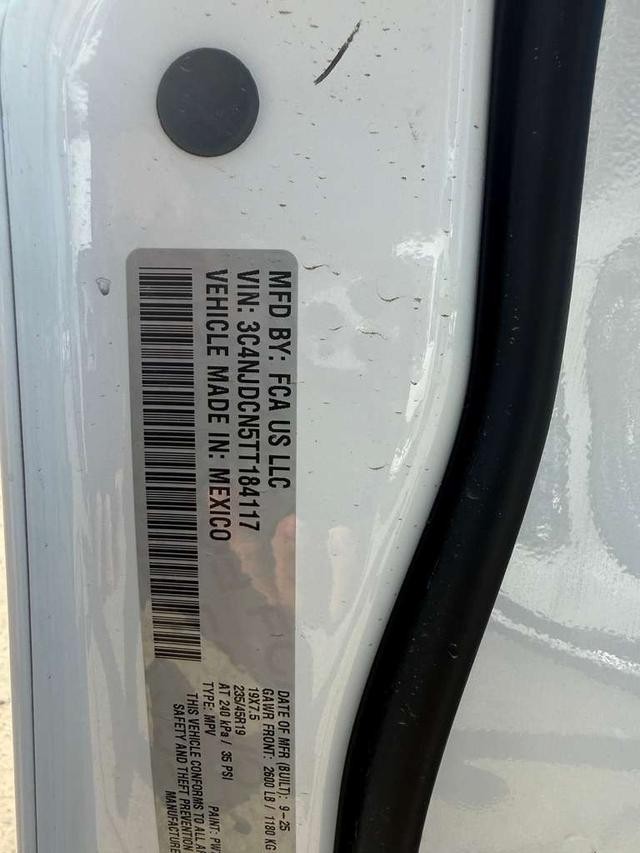 MFD BY: FCA US LLC
VIN: 3C4NJDCN5TT184117
VEHICLE MADE IN: MEXICO
DATE OF MFR (BUILT): 9-25
GAWR FRONT: 2600 LB / 1180 KG
19X7.5
235/45R19
AT 240 kPa / 35 PSI
TYPE: MPV PAINT: PW
THIS VEHICLE CONFORMS TO ALL
SAFETY AND THEFT PREVENTION